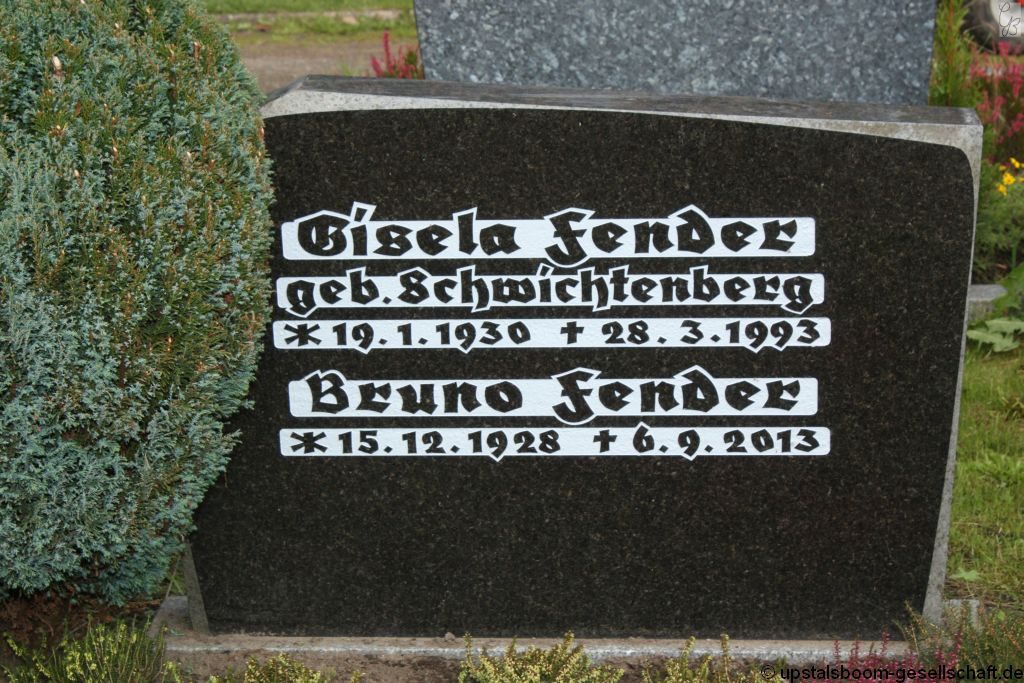 Gisela Fender
geb. Schwichtenberg
* 19. 1. 1930 † 28. 3. 1993
Bruno Fender
* 15. 12. 1928 † 6. 9. 2013
© upstalsboom-gesellschaft.de